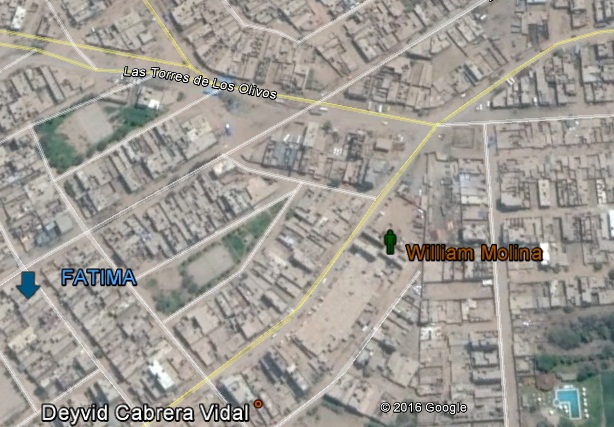 Las Torres de Los Olivos
William Molina
FATIMA
Deyvid Cabrera Vidal
© 2016 Google